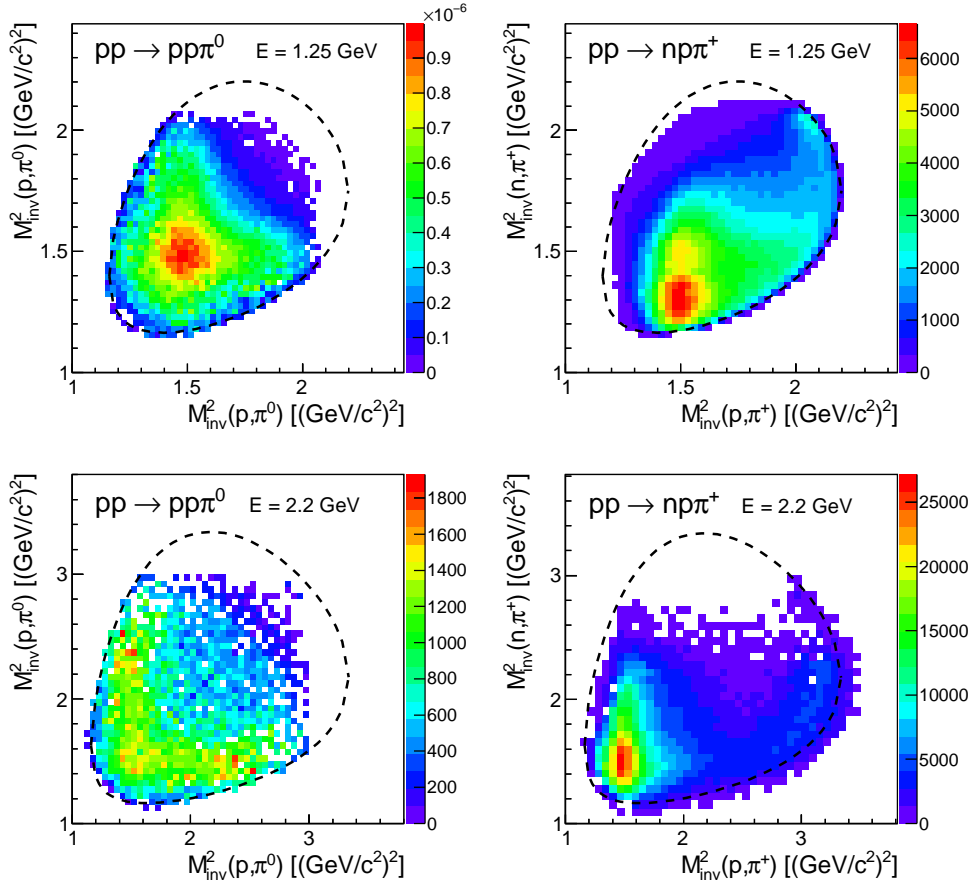 ×10⁻⁶
pp → ppπ⁰ E = 1.25 GeV
M²inv(p,π⁰) [(GeV/c²)²]
2
1.5
1
1 1.5 2
M²inv(p,π⁰) [(GeV/c²)²]
0.9
0.8
0.7
0.6
0.5
0.4
0.3
0.2
0.1
0
pp → npπ⁺ E = 1.25 GeV
M²inv(n,π⁺) [(GeV/c²)²]
2
1.5
1
1 1.5 2
M²inv(p,π⁺) [(GeV/c²)²]
6000
5000
4000
3000
2000
1000
0
pp → ppπ⁰ E = 2.2 GeV
M²inv(p,π⁰) [(GeV/c²)²]
3
2
1
1 2 3
M²inv(p,π⁰) [(GeV/c²)²]
1800
1600
1400
1200
1000
800
600
400
200
0
pp → npπ⁺ E = 2.2 GeV
M²inv(n,π⁺) [(GeV/c²)²]
3
2
1
1 2 3
M²inv(p,π⁺) [(GeV/c²)²]
25000
20000
15000
10000
5000
0